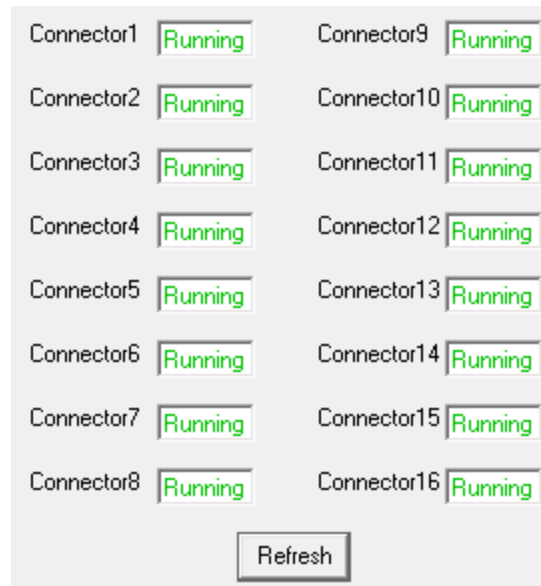 Connector1 Running Connector9 Running
Connector2 Running Connector10 Running
Connector3 Running Connector11 Running
Connector4 Running Connector12 Running
Connector5 Running Connector13 Running
Connector6 Running Connector14 Running
Connector7 Running Connector15 Running
Connector8 Running Connector16 Running
Refresh